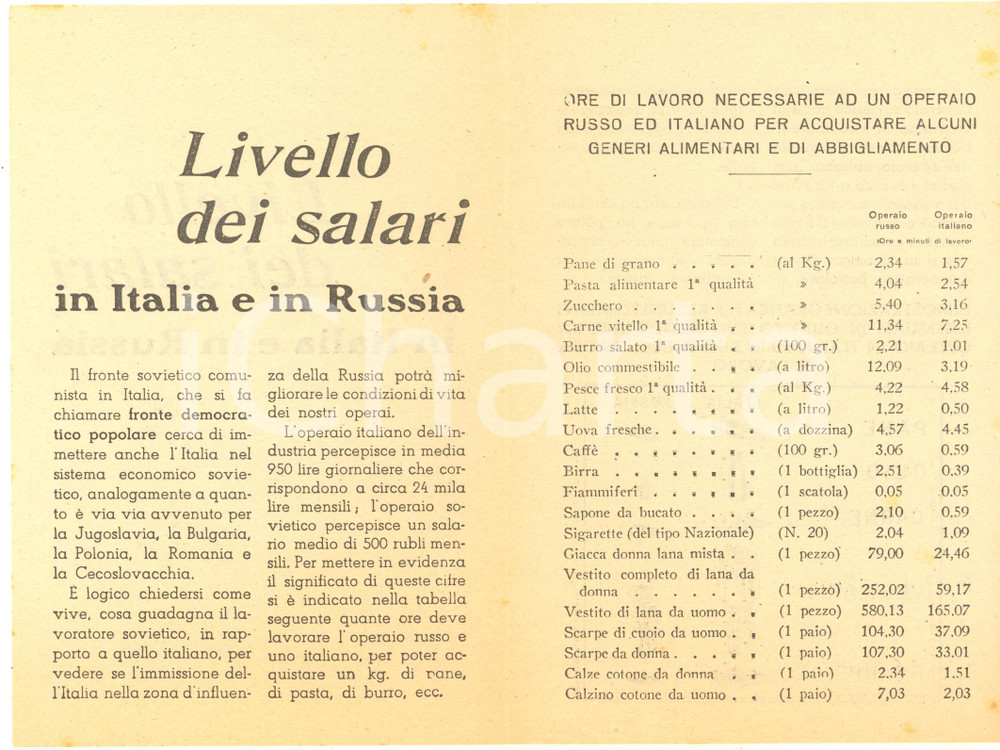 Livello
dei salari
in Italia e in Russia
Il fronte sovietico comu-
nista in Italia, che si fa
chiamare fronte democra-
tico popolare cerca di im-
mettere anche l'Italia nel
sistema economico sovie-
tico, analogamente a quan-
to è via via avvenuto per
la Jugoslavia, la Bulgaria,
la Polonia, la Romania e
la Cecoslovacchia.
È logico chiedersi come
vive, cosa guadagna il la-
voratore sovietico, in rap-
porto a quello italiano, per
vedere se l'immissione del-
l'Italia nella zona d'influen-
za della Russia potrà mi-
gliorare le condizioni di vita
dei nostri operai.
L'operaio italiano dell'in-
dustria percepisce in media
950 lire giornaliere che cor-
rispondono a circa 24 mila
lire mensili; l'operaio so-
vietico percepisce un sala-
rio medio di 500 rubli men-
sili. Per mettere in evidenza
il significato di queste cifre
si è indicato nella tabella
seguente quante ore deve
lavorare l'operaio russo e
uno italiano, per poter ac-
quistare un kg. di pane,
di pasta, di burro, ecc.
ORE DI LAVORO NECESSARIE AD UN OPERAIO
RUSSO ED ITALIANO PER ACQUISTARE ALCUNI
GENERI ALIMENTARI E DI ABBIGLIAMENTO
Operaio russo Operaio italiano
(Ore e minuti di lavoro)
Pane di grano . . . . . (al Kg.) 2,34 1,57
Pasta alimentare 1ª qualità » 4,04 2,54
Zucchero . . . . . . . » 5,40 3,16
Carne vitello 1ª qualità . . » 11,34 7,25
Burro salato 1ª qualità . . (100 gr.) 2,21 1,01
Olio commestibile . . . . (a litro) 12.09 3,19
Pesce fresco 1ª qualità . . . (al Kg.) 4,22 4,58
Latte . . . . . . . (a litro) 1,22 0,50
Uova fresche . . . . . . (a dozzina) 4,57 4.45
Caffè . . . . . . . (100 gr.) 3,06 0,59
Birra . . . . . . . (1 bottiglia) 2,51 0,39
Fiammiferi . . . . . . (1 scatola) 0,05 0,05
Sapone da bucato . . . . (1 pezzo) 2,10 0,59
Sigarette (del tipo Nazionale) (N. 20) 2.04 1,09
Giacca donna lana mista . . (1 pezzo) 79,00 24,46
Vestito completo di lana da
donna . . . . . . . (1 pezzo) 252,02 59,17
Vestito di lana da uomo . . (1 pezzo) 580,13 165,07
Scarpe di cuoio da uomo . . (1 paio) 104,30 37,09
Scarpe da donna . . . . . (1 paio) 107,30 33,01
Calze cotone da donna . . (1 paio) 2.34 1.51
Calzino cotone da uomo . . (1 paio) 7,03 2,03